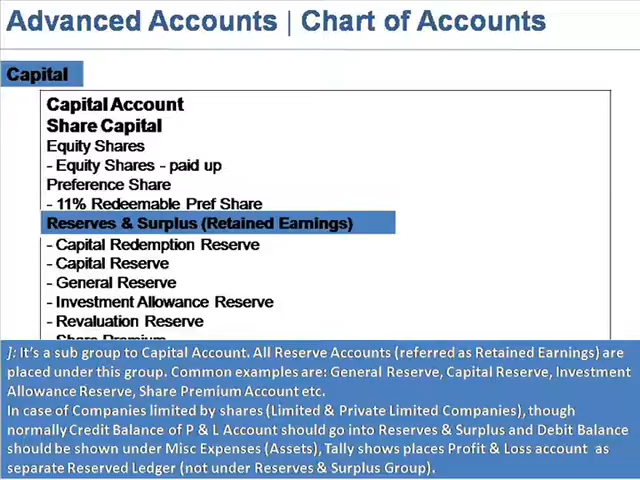 Advanced Accounts | Chart of Accounts
Capital
Capital Account
Share Capital
Equity Shares
- Equity Shares - paid up
Preference Share
- 11% Redeemable Pref Share
Reserves & Surplus (Retained Earnings)
- Capital Redemption Reserve
- Capital Reserve
- General Reserve
- Investment Allowance Reserve
- Revaluation Reserve
- Share Premium
]: It's a sub group to Capital Account. All Reserve Accounts (referred as Retained Earnings) are
placed under this group. Common examples are: General Reserve, Capital Reserve, Investment
Allowance Reserve, Share Premium Account etc.
In case of Companies limited by shares (Limited & Private Limited Companies), though
normally Credit Balance of P & L Account should go into Reserves & Surplus and Debit Balance
should be shown under Misc Expenses (Assets), Tally shows places Profit & Loss account as
separate Reserved Ledger (not under Reserves & Surplus Group).